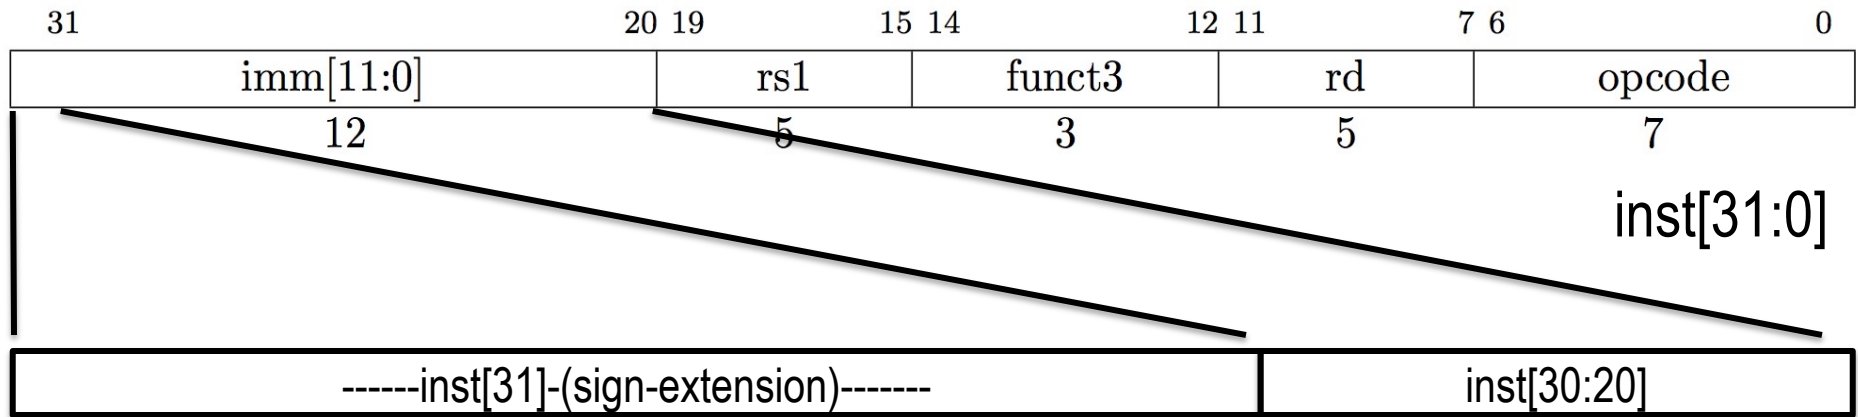 31 20 19 15 14 12 11 7 6 0
imm[11:0] rs1 funct3 rd opcode
12 5 3 5 7
inst[31:0]
------inst[31]-(sign-extension)------- inst[30:20]